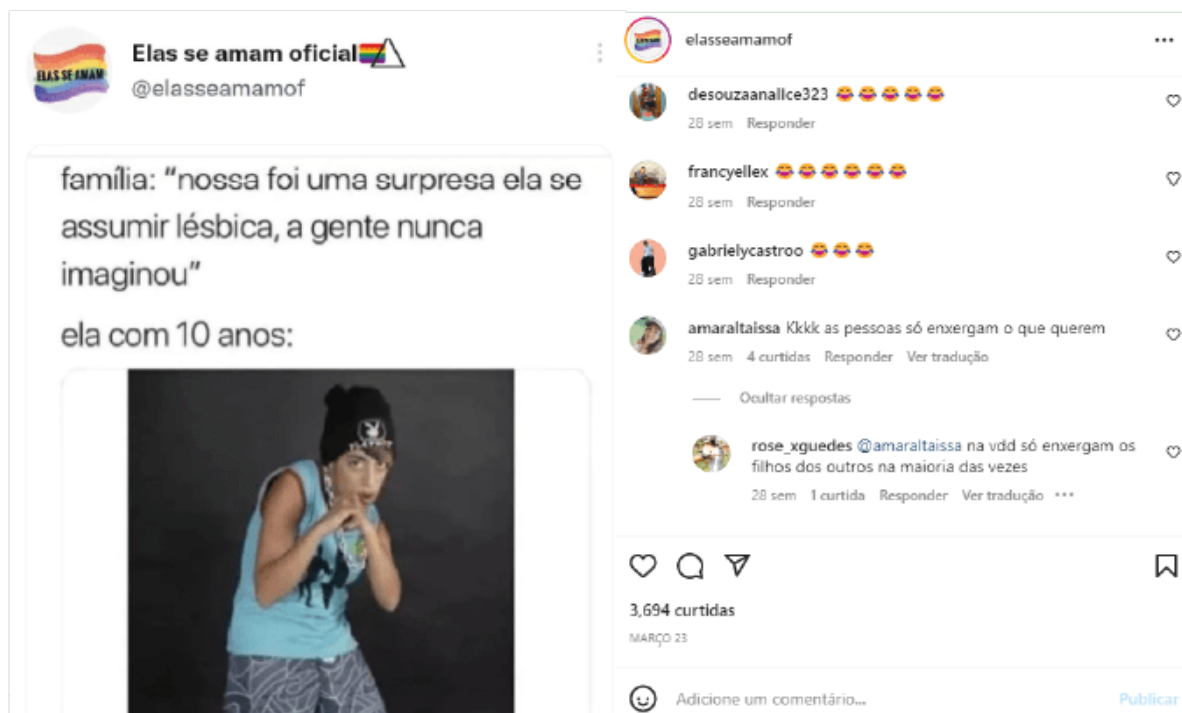 Elas se amam oficial
@elasseamamof
ELAS SE AMAM
família: “nossa foi uma surpresa ela se
assumir lésbica, a gente nunca
imaginou”
ela com 10 anos:
PLAYBOY
elasseamamof
desouzaanalice323 😂😂😂😂😂
28 sem Responder
francyellex 😂😂😂😂😂😂
28 sem Responder
gabrielycastroo 😂😂😂
28 sem Responder
amaraltaissa Kkkk as pessoas só enxergam o que querem
28 sem 4 curtidas Responder Ver tradução
Ocultar respostas
rose_xguedes @amaraltaissa na vdd só enxergam os
filhos dos outros na maioria das vezes
28 sem 1 curtida Responder Ver tradução
3,694 curtidas
MARÇO 23
Adicione um comentário...
Publicar